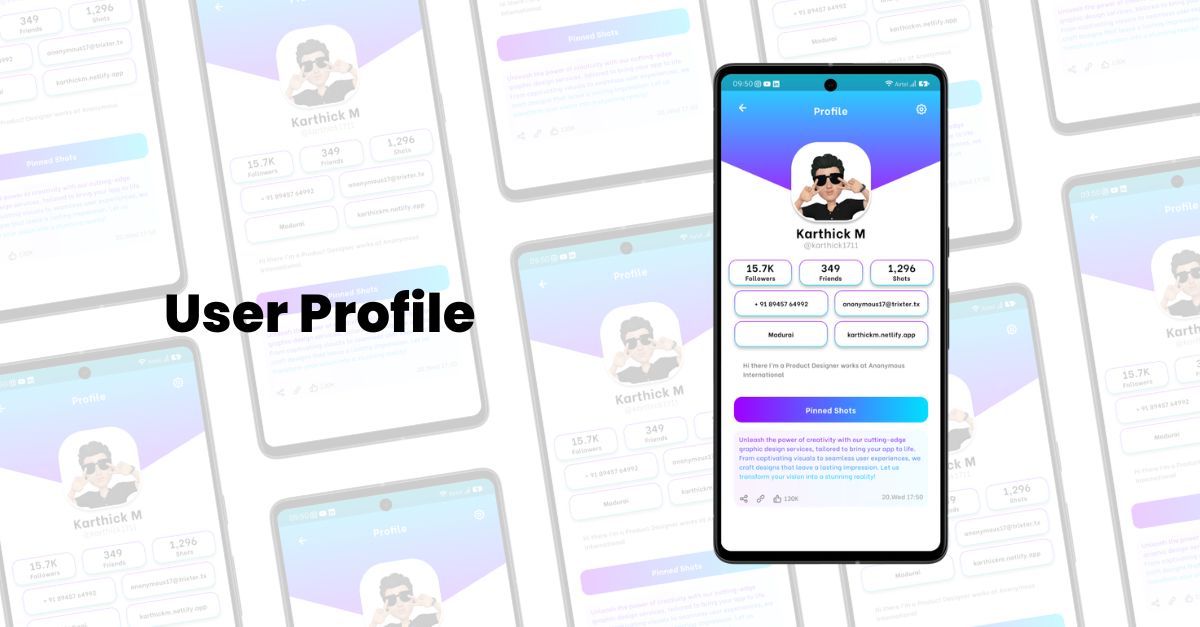 User Profile
09:50
Airtel
Profile
Karthick M
@karthick1711
15.7K 349 1,296
Followers Friends Shots
+ 91 89457 64992 anonymous17@trixter.tx
Madurai karthickm.netlify.app
Hi there I'm a Product Designer works at Anonymous
International
Pinned Shots
Unleash the power of creativity with our cutting-edge
graphic design services, tailored to bring your app to life.
From captivating visuals to seamless user experiences, we
craft designs that leave a lasting impression. Let us
transform your vision into a stunning reality!
130K 20,Wed 17:50